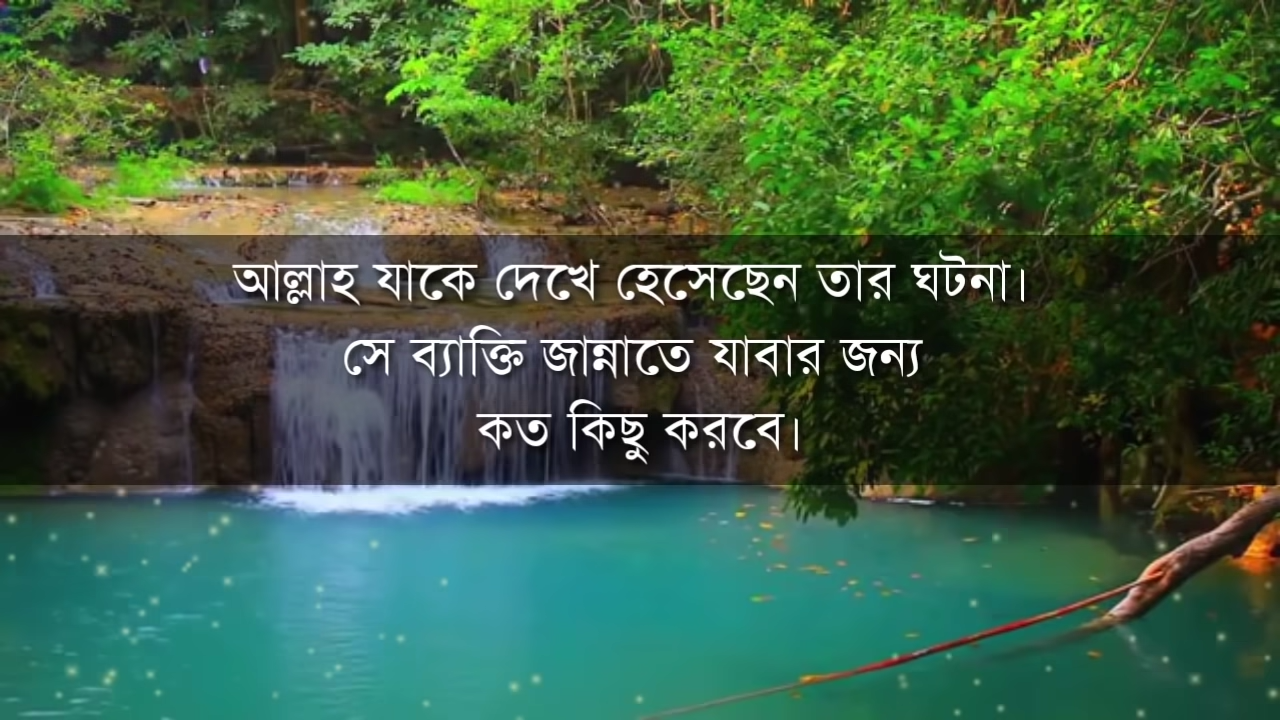 আল্লাহ যাকে দেখে হেসেছেন তার ঘটনা।
সে ব্যাক্তি জান্নাতে যাবার জন্য
কত কিছু করবে।